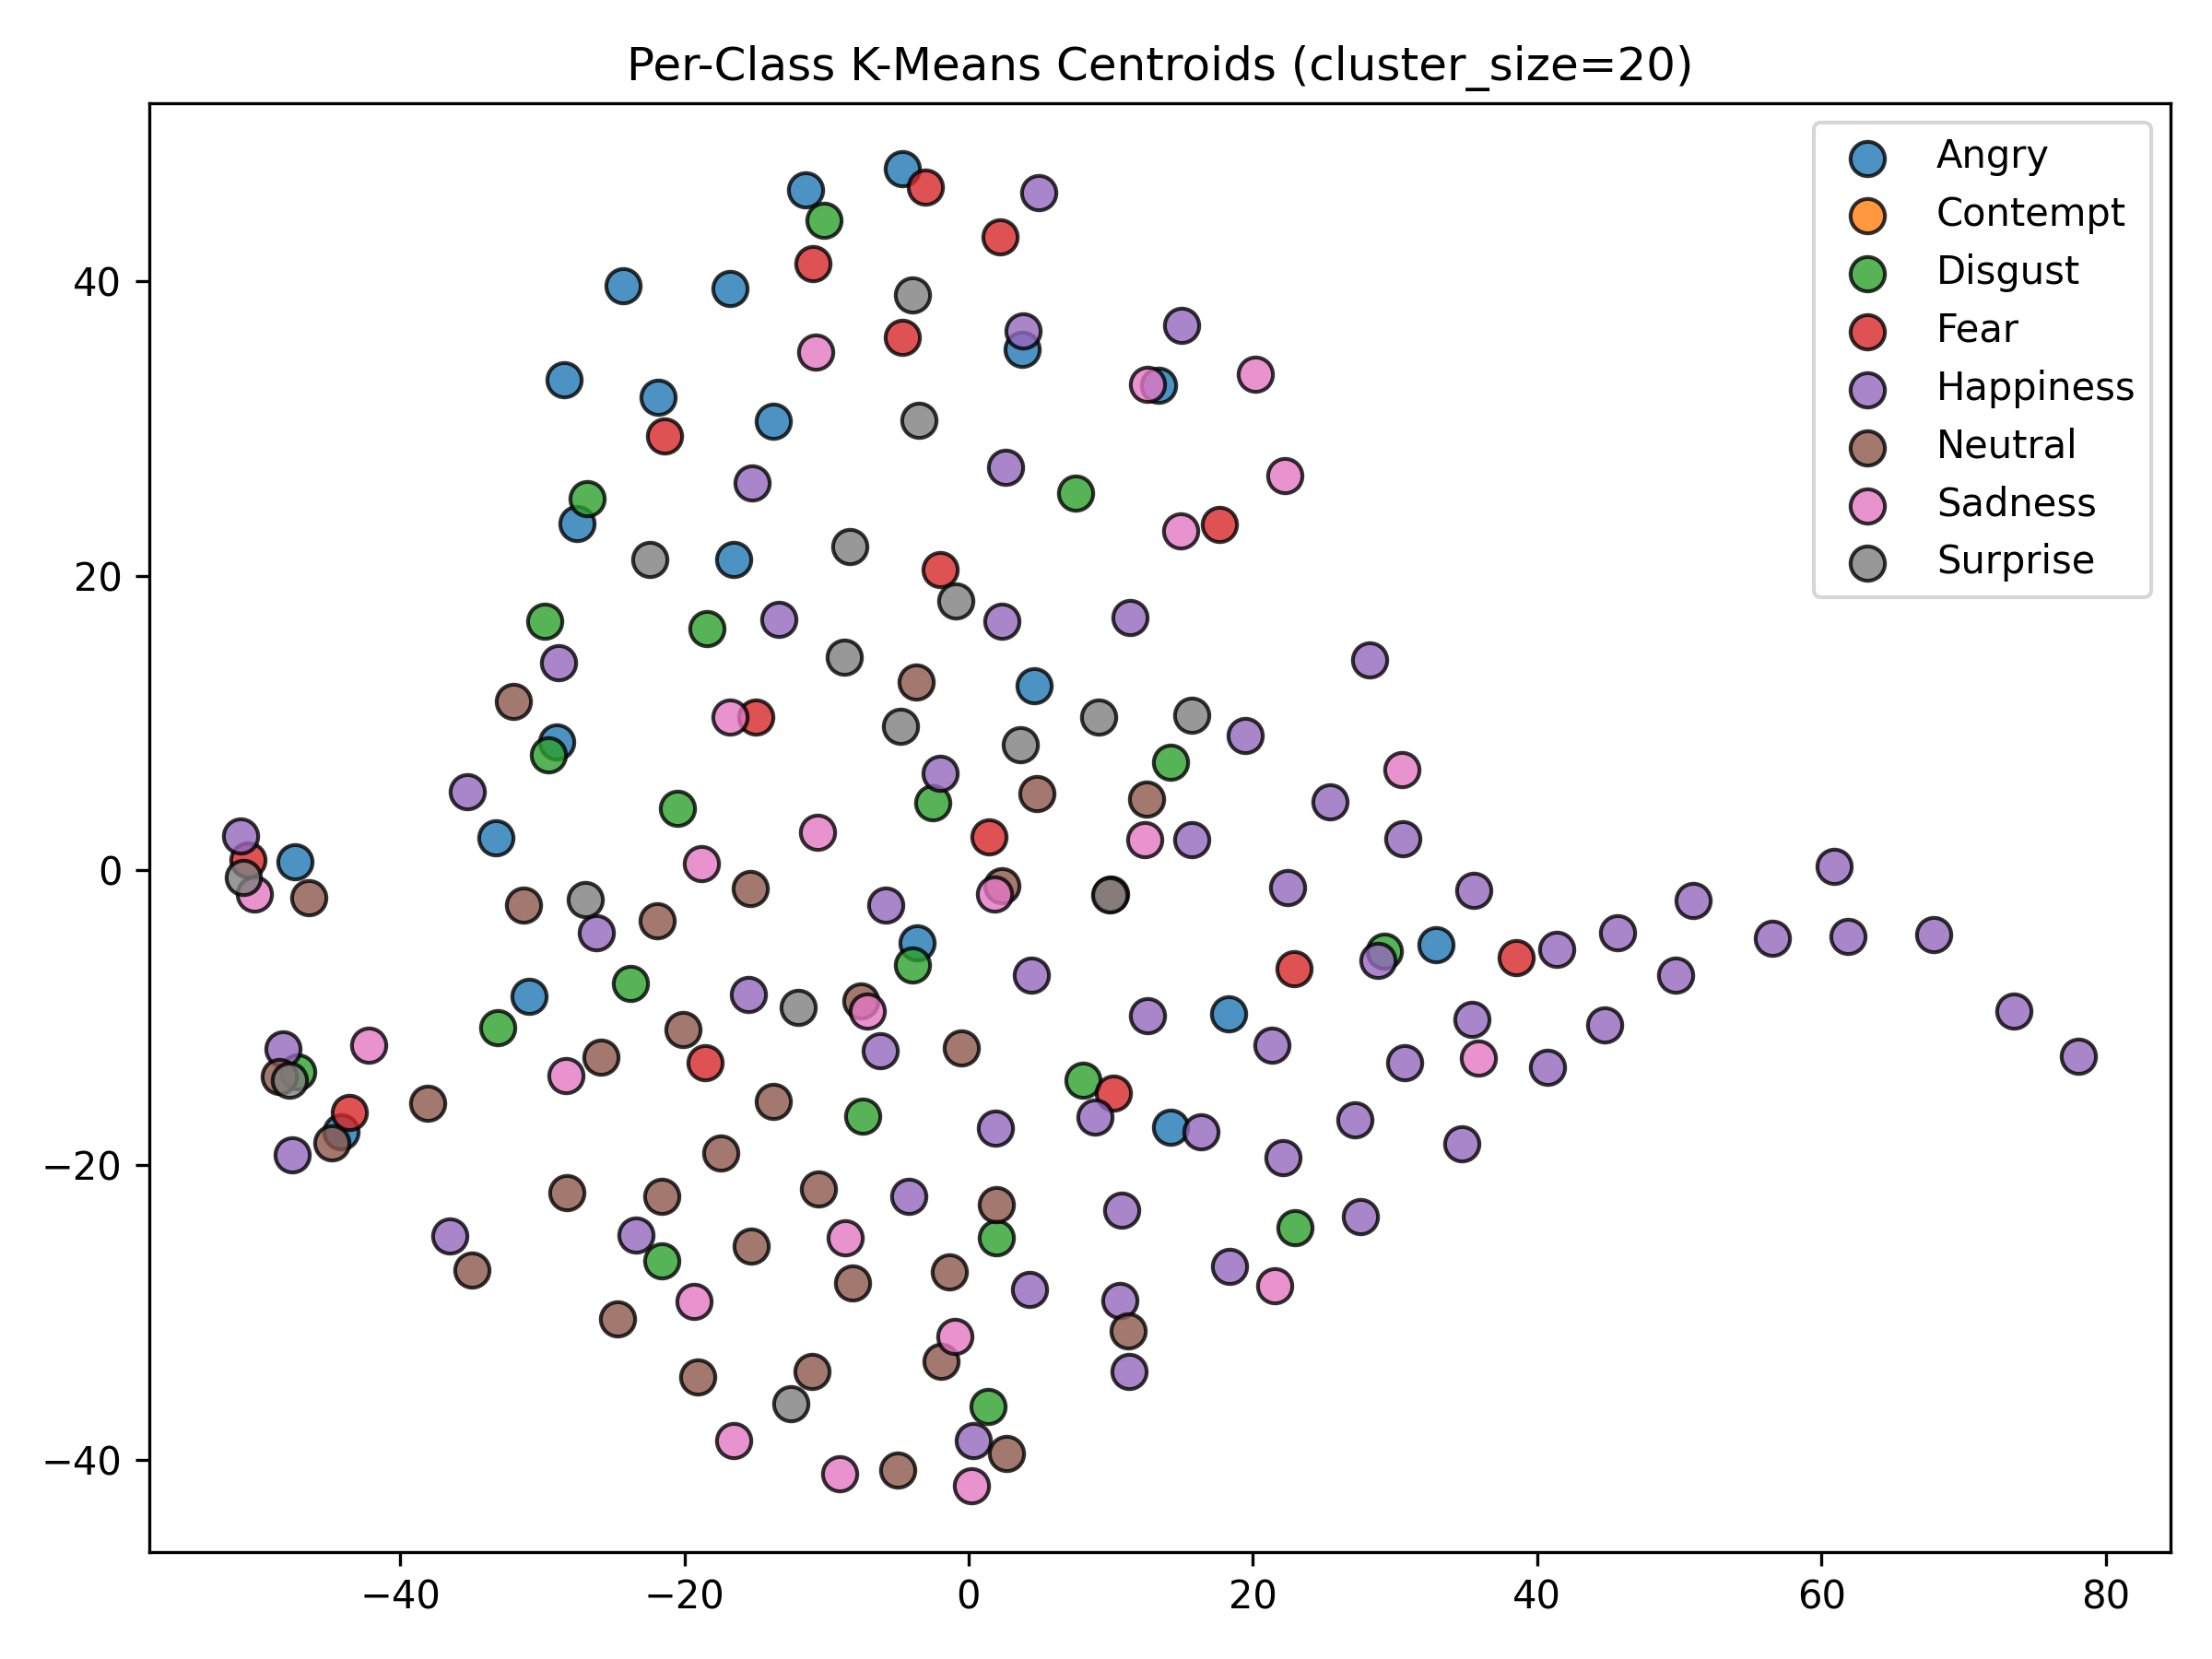 Per-Class K-Means Centroids (cluster_size=20)
Angry
Contempt
Disgust
Fear
Happiness
Neutral
Sadness
Surprise
40
20
0
−20
−40
−40 −20 0 20 40 60 80